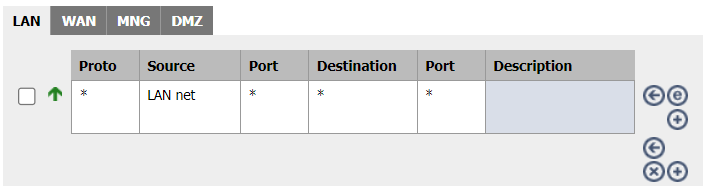 LAN WAN MNG DMZ
Proto Source Port Destination Port Description
* LAN net * * *
e